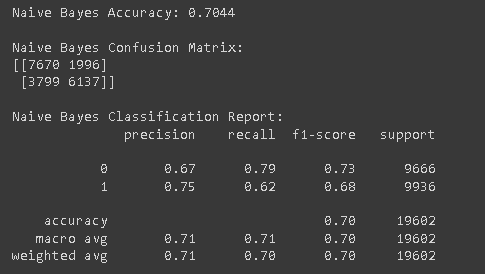 Naive Bayes Accuracy: 0.7044
Naive Bayes Confusion Matrix:
[[7670 1996]
[3799 6137]]
Naive Bayes Classification Report:
precision recall f1-score support
0 0.67 0.79 0.73 9666
1 0.75 0.62 0.68 9936
accuracy 0.70 19602
macro avg 0.71 0.71 0.70 19602
weighted avg 0.71 0.70 0.70 19602